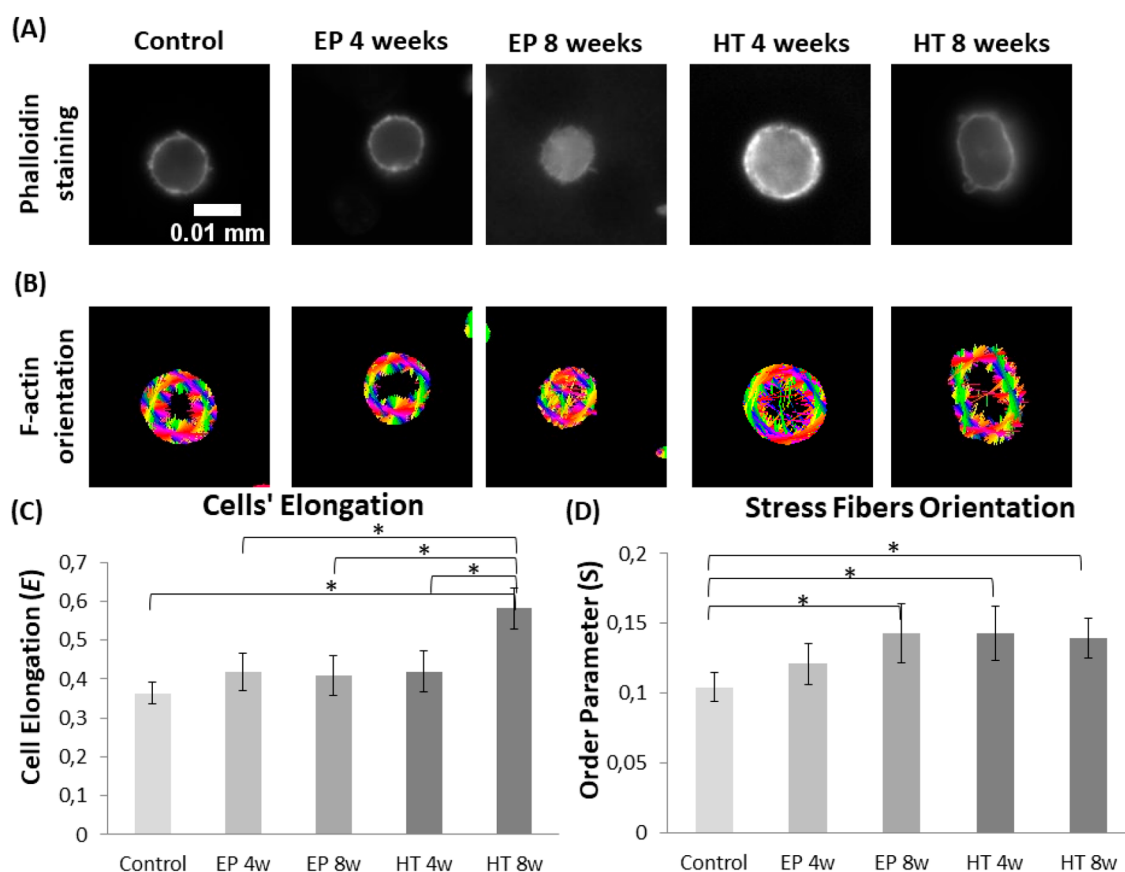 (A)
Control
EP 4 weeks
EP 8 weeks
HT 4 weeks
HT 8 weeks
Phalloidin
staining
0.01 mm
(B)
F-actin
orientation
(C)
Cells' Elongation
Cell Elongation (E)
0,7
0,6
0,5
0,4
0,3
0,2
0,1
0
*
*
*
*
Control
EP 4w
EP 8w
HT 4w
HT 8w
(D)
Stress Fibers Orientation
Order Parameter (S)
0,2
0,15
0,1
0,05
0
*
*
*
Control
EP 4w
EP 8w
HT 4w
HT 8w